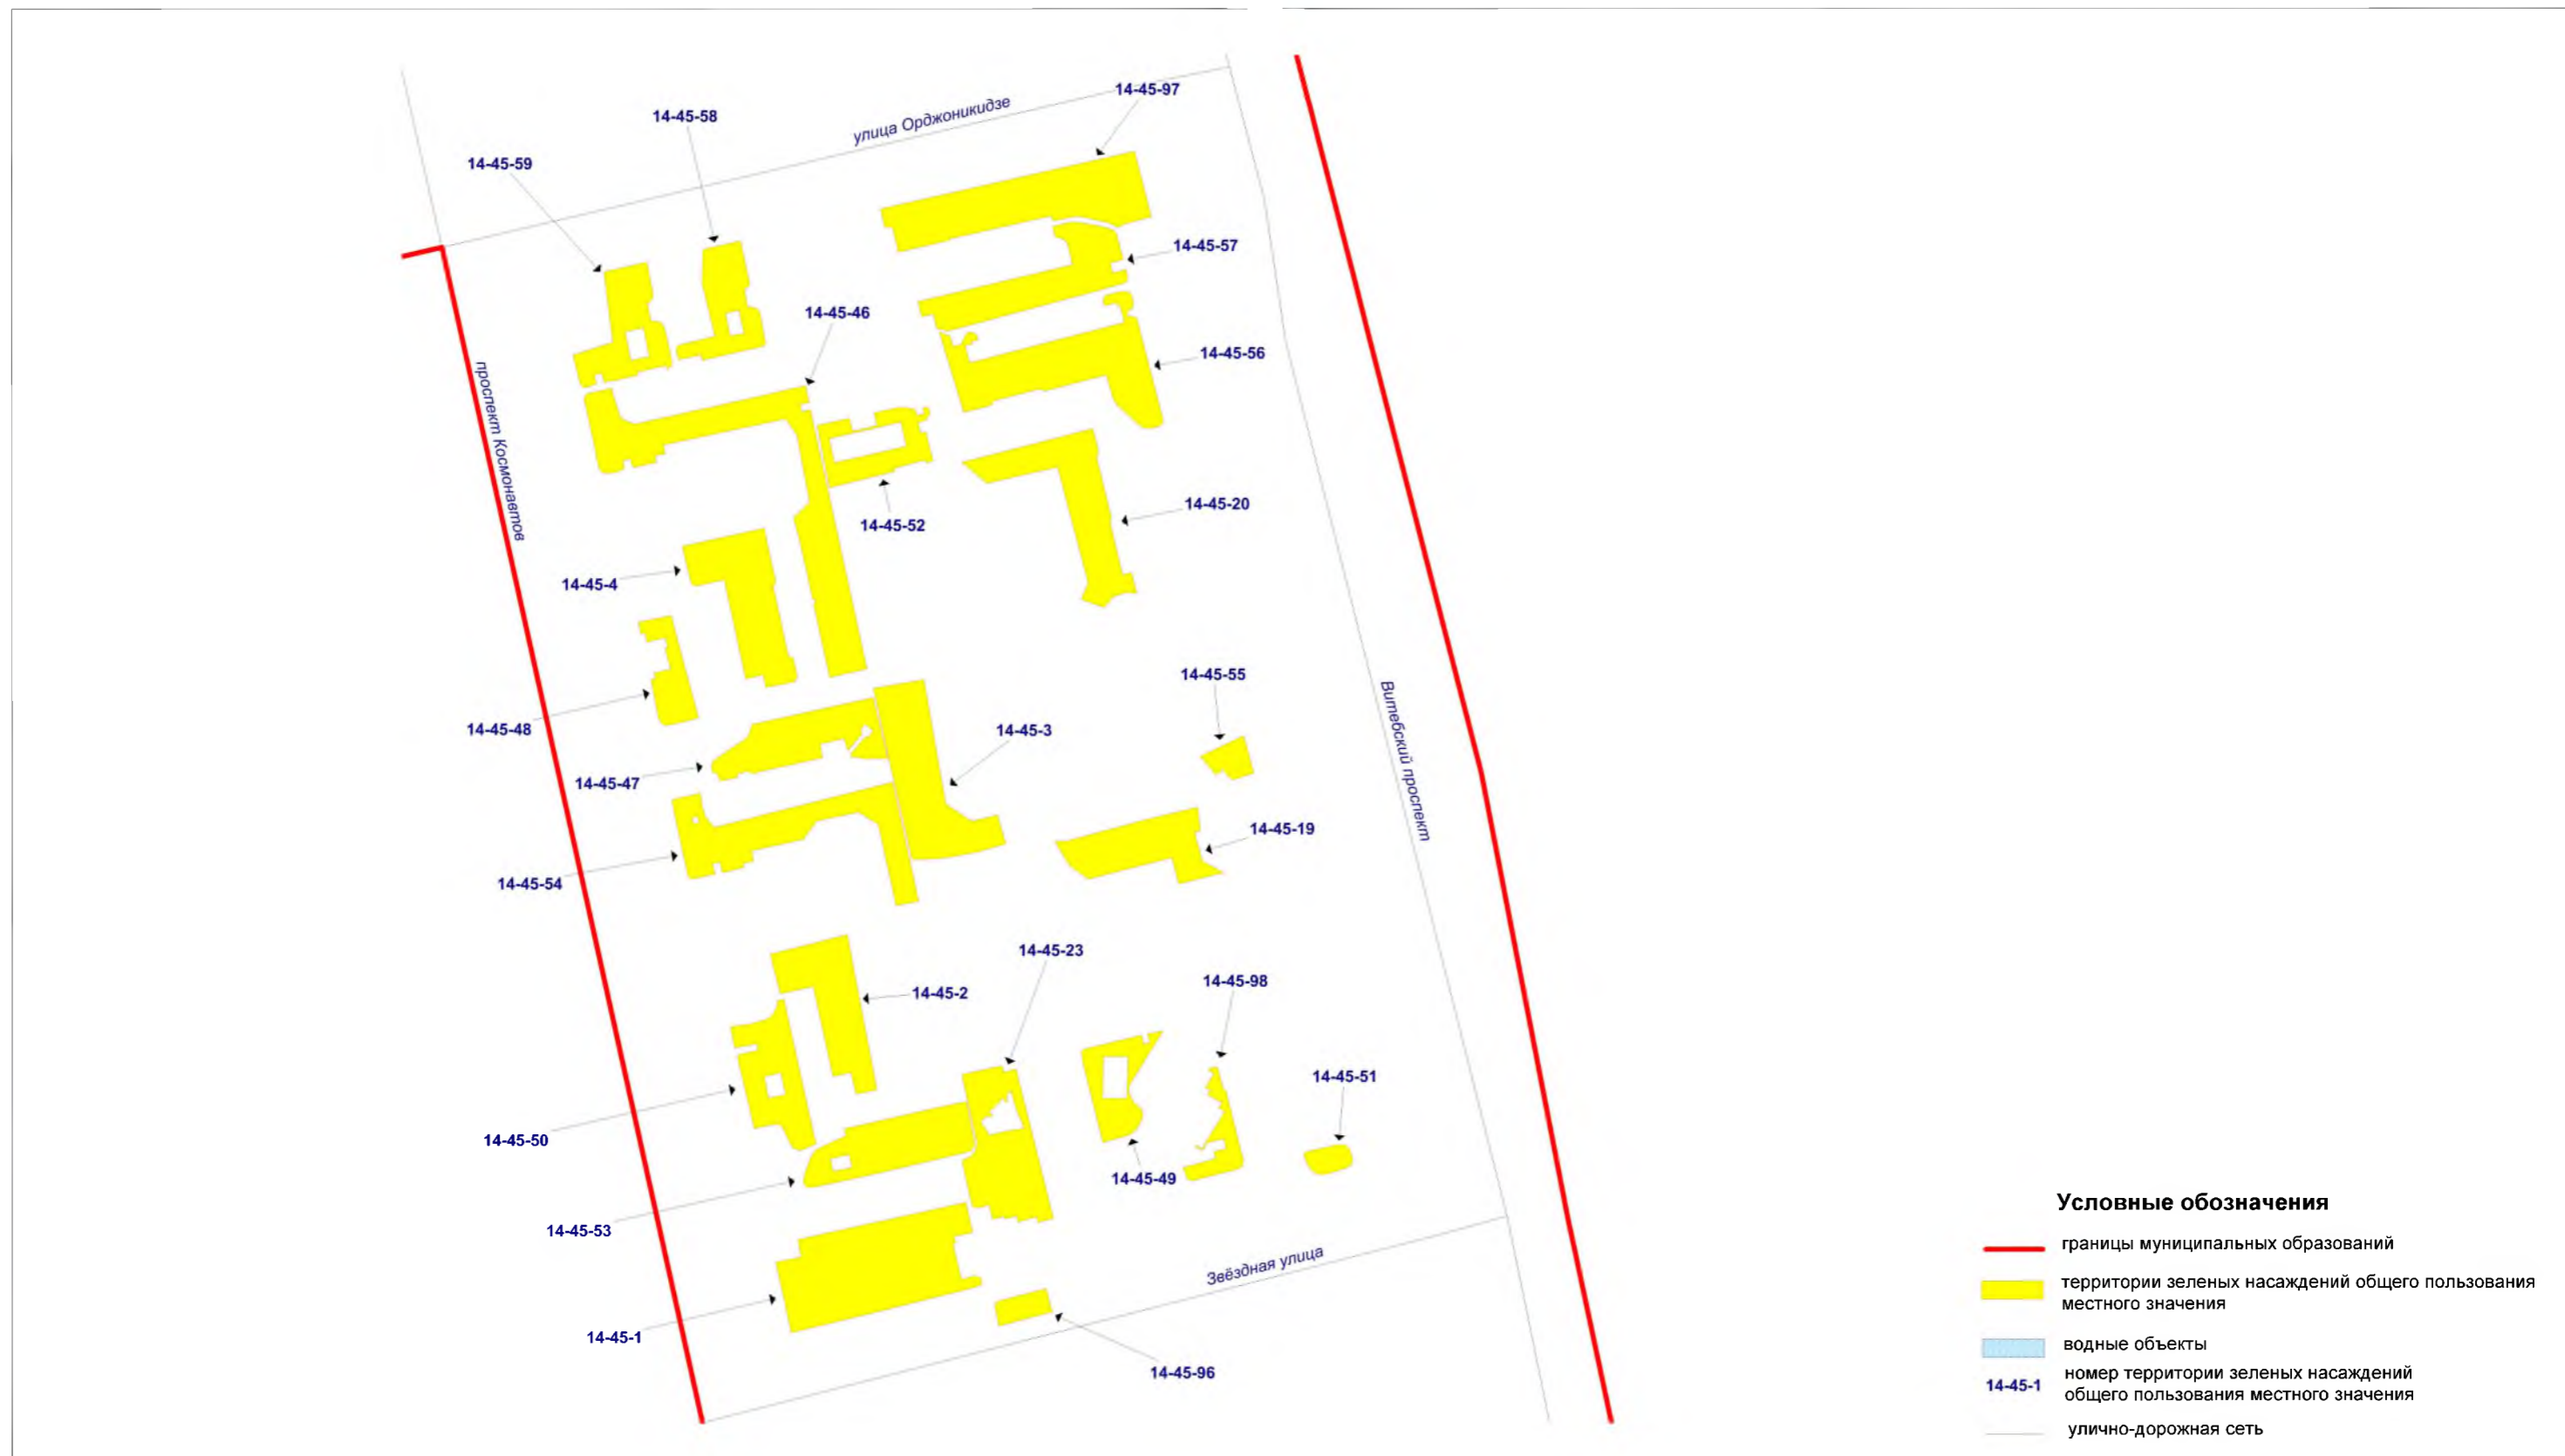 14-45-97
улица Орджоникидзе
14-45-58
14-45-59
14-45-57
14-45-46
14-45-56
проспект Космонавтов
14-45-52
14-45-20
14-45-4
14-45-55
14-45-48
14-45-3
Витебский проспект
14-45-47
14-45-19
14-45-54
14-45-23
14-45-98
14-45-2
14-45-51
14-45-50
14-45-49
14-45-53
Звёздная улица
14-45-1
14-45-96
Условные обозначения
границы муниципальных образований
территории зеленых насаждений общего пользования
местного значения
водные объекты
14-45-1
номер территории зеленых насаждений
общего пользования местного значения
улично-дорожная сеть